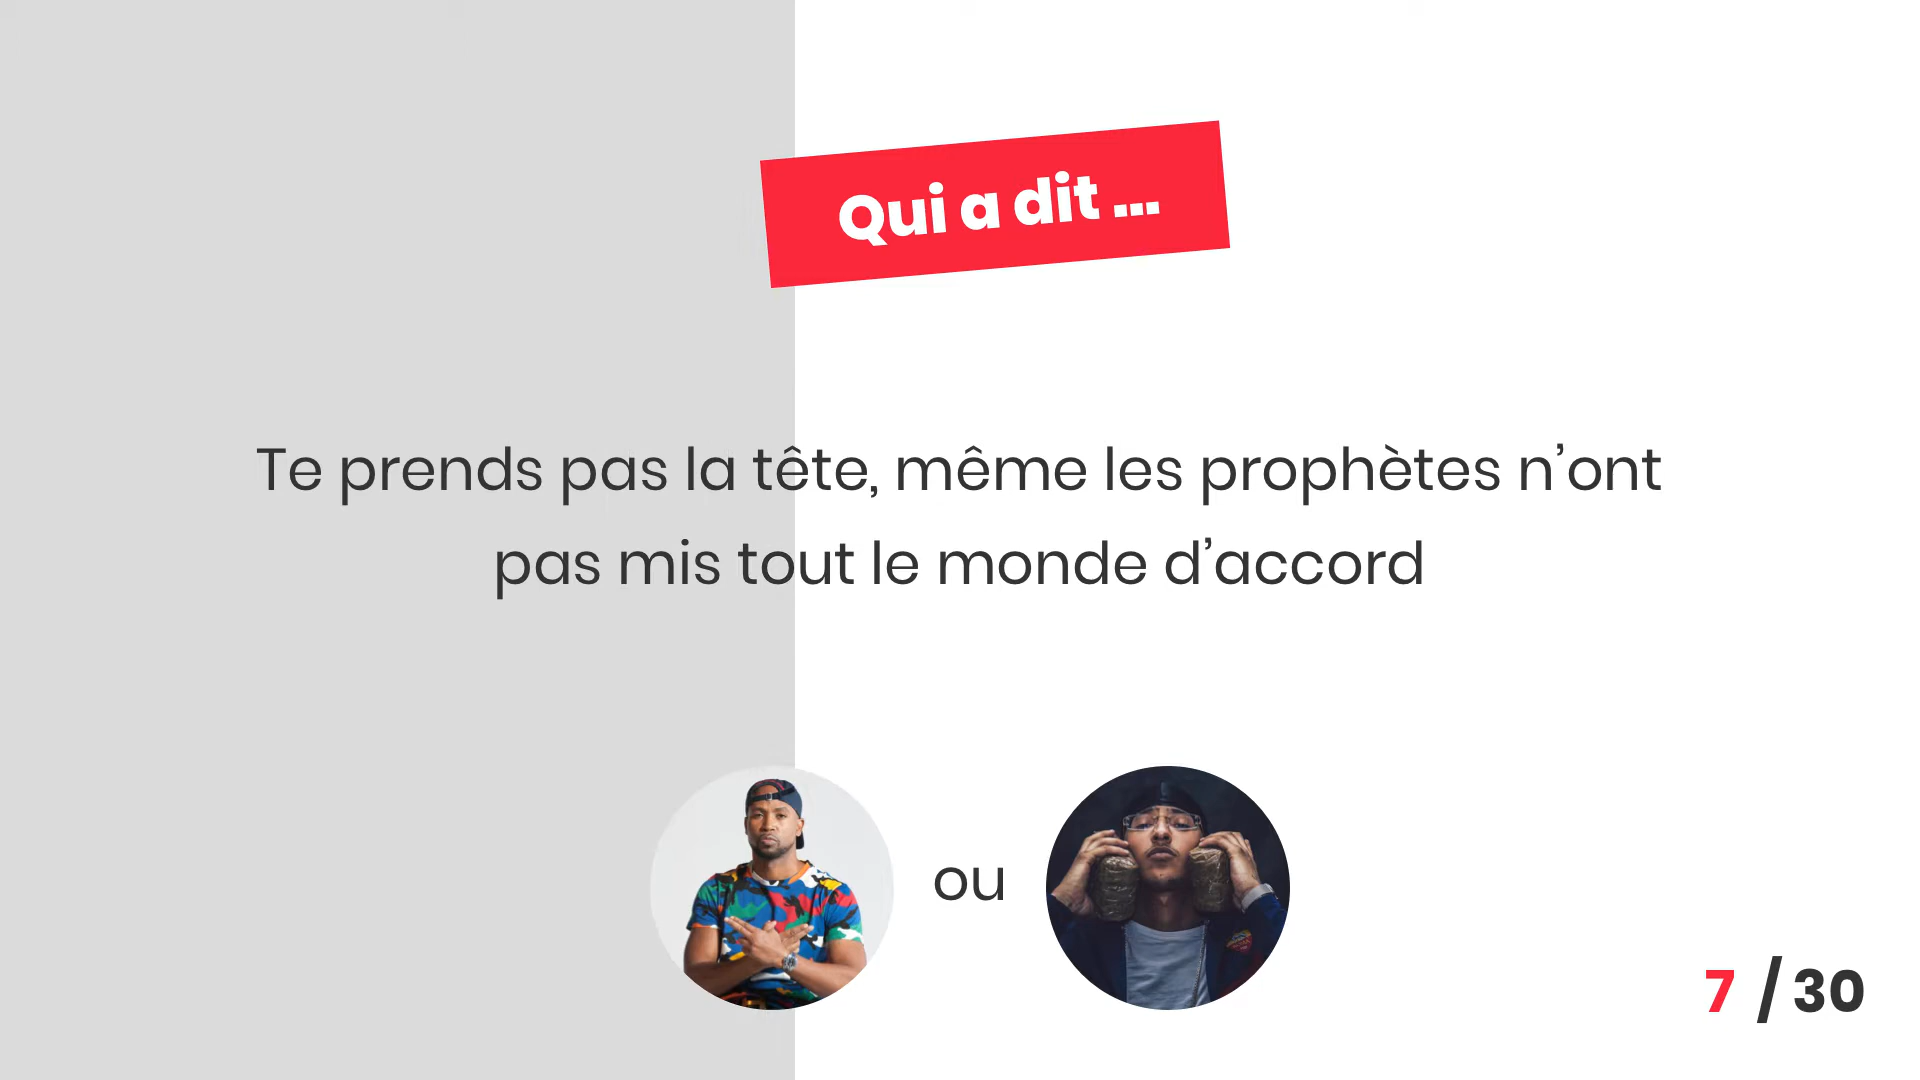 Qui a dit ...
Te prends pas la tête, même les prophètes n’ont
pas mis tout le monde d’accord
ou
7 / 30